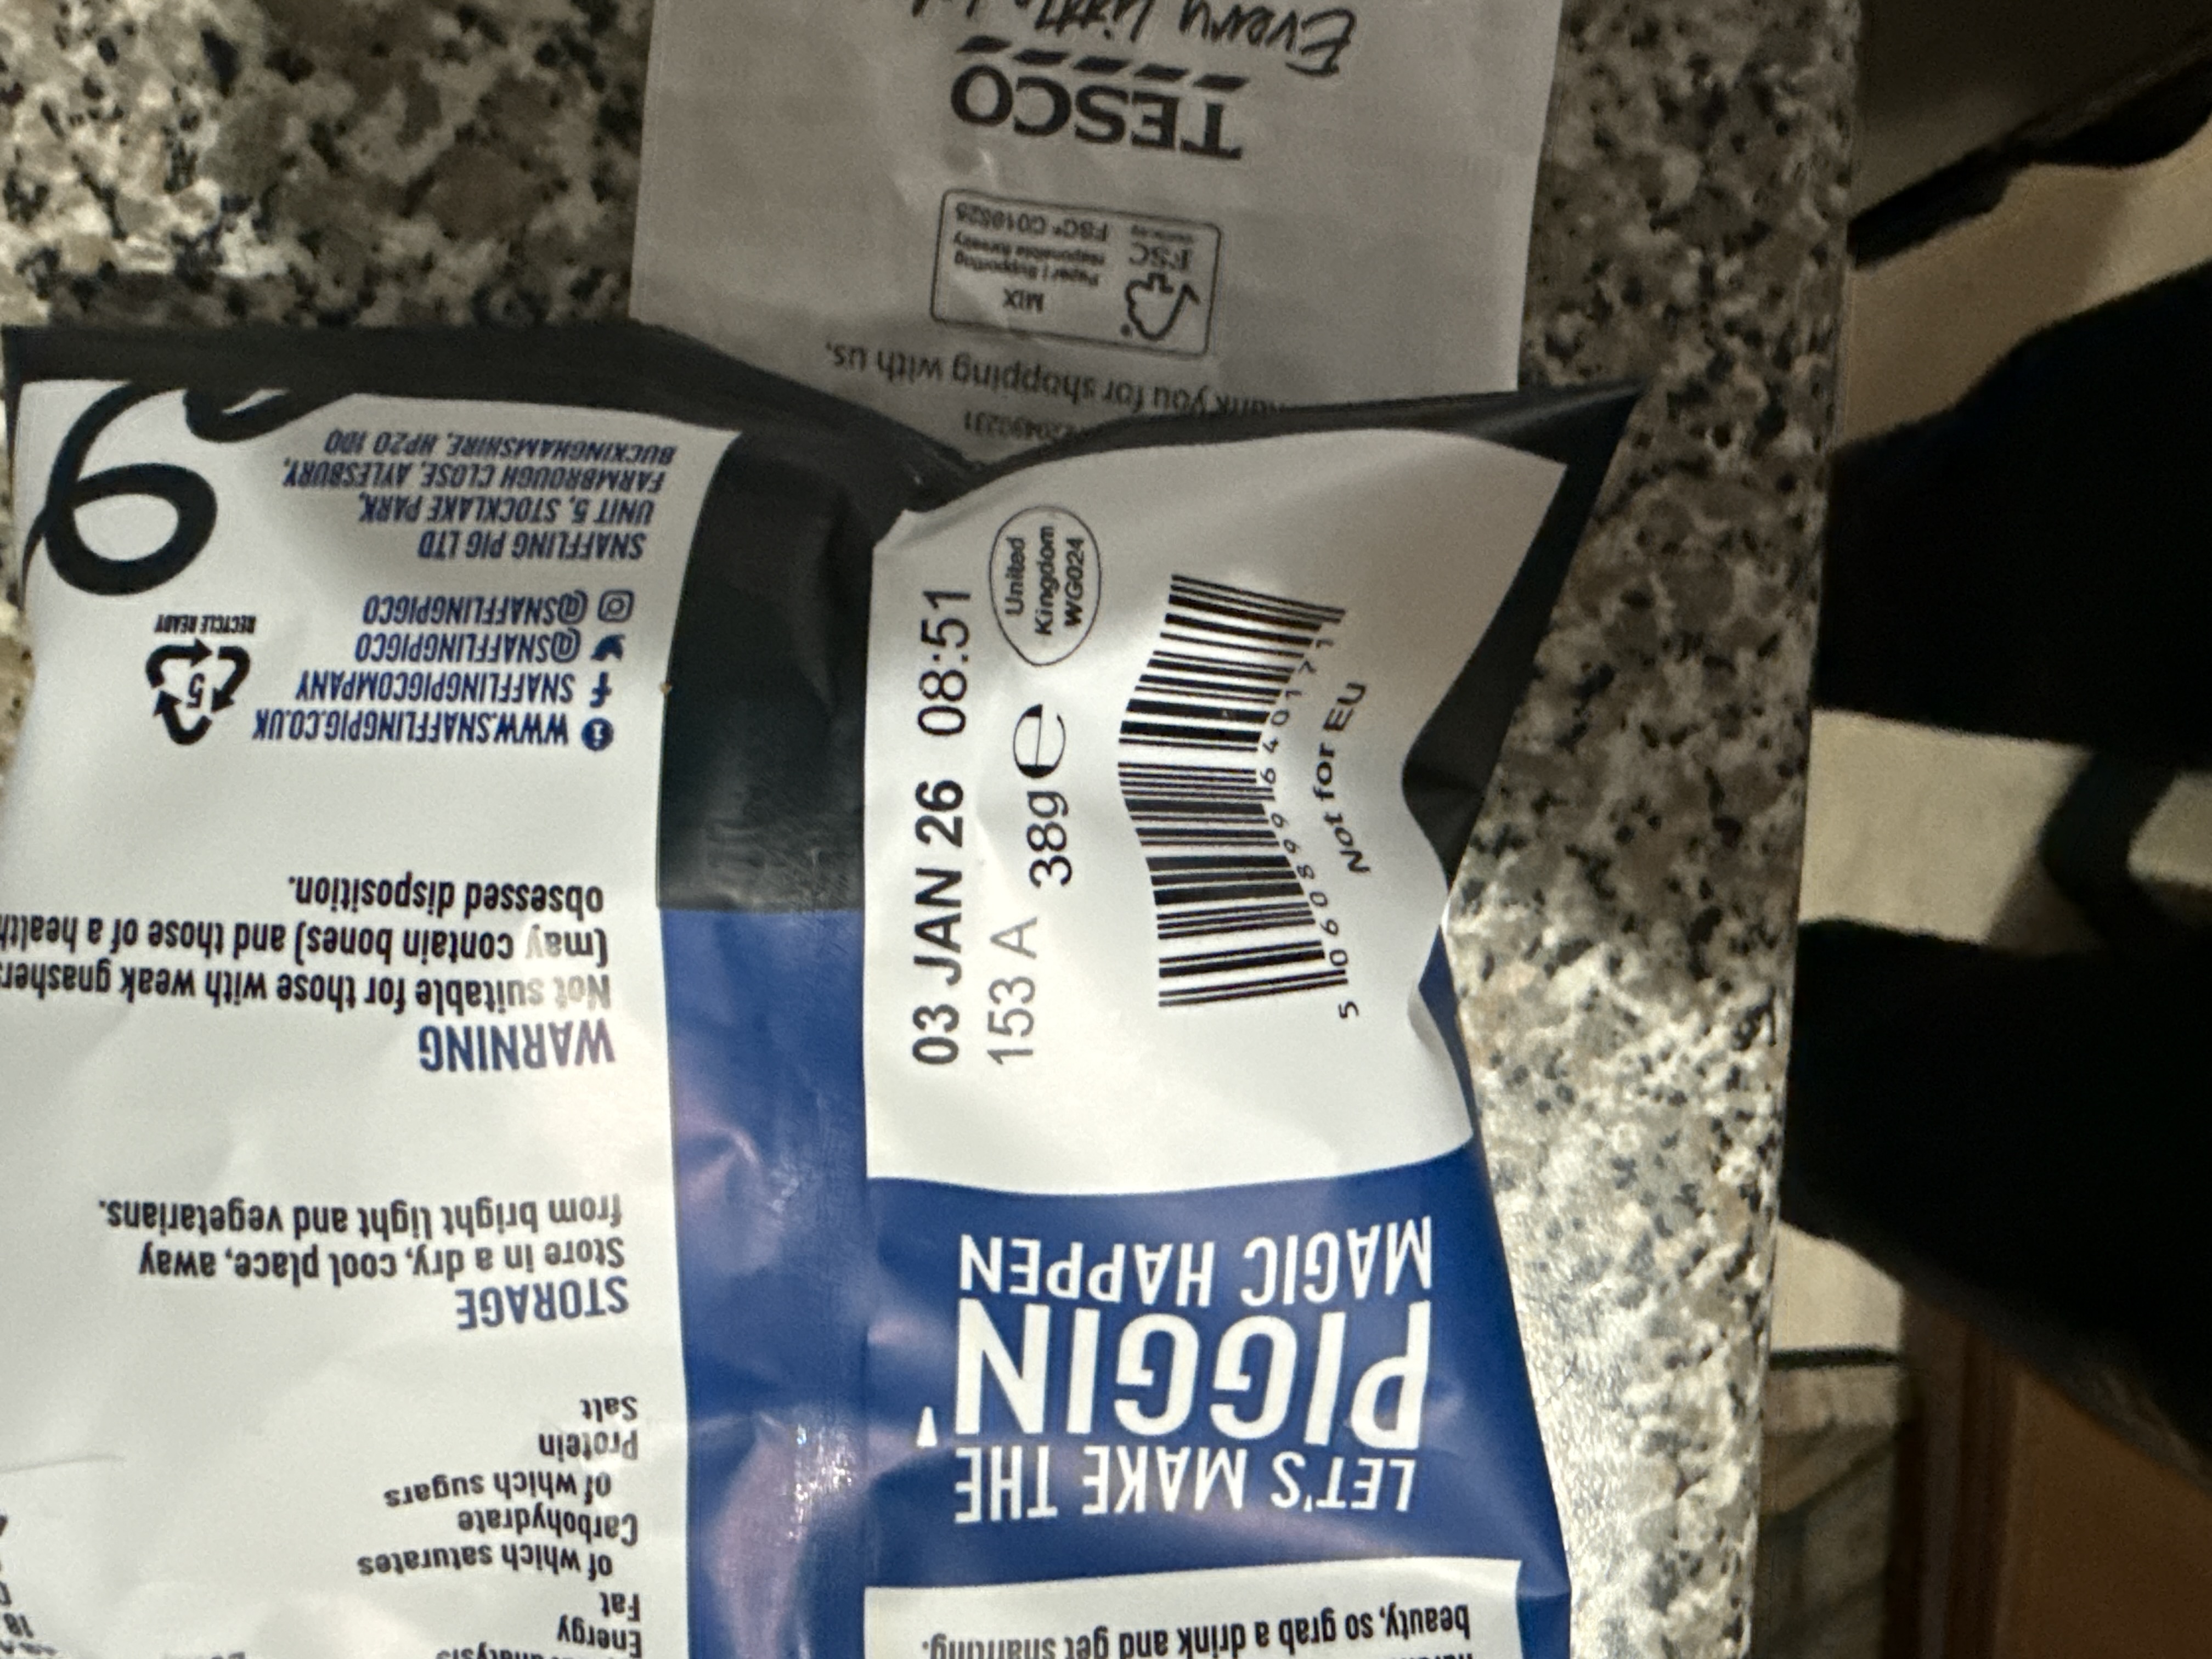 beauty, so grab a drink and get snaffling.
LET'S MAKE THE
PIGGIN'
MAGIC HAPPEN
03 JAN 26 08:51
153 A
38g e
United
Kingdom
WG024
5 060899 640171
Not for EU
Energy
Fat
of which saturates
Carbohydrate
of which sugars
Protein
Salt
STORAGE
Store in a dry, cool place, away
from bright light and vegetarians.
WARNING
Not suitable for those with weak gnashers
(may contain bones) and those of a health
obsessed disposition.
WWW.SNAFFLINGPIG.CO.UK
SNAFFLINGPIGCOMPANY
@SNAFFLINGPIGCO
@SNAFFLINGPIGCO
5
RECYCLE READY
SNAFFLING PIG LTD
UNIT 5, STOCKLAKE PARK,
FARMBROUGH CLOSE, AYLESBURY,
BUCKINGHAMSHIRE, HP20 1DQ
you for shopping with us.
MIX
Paper | Supporting
responsible forestry
FSC
FSC® C019525
TESCO
Every